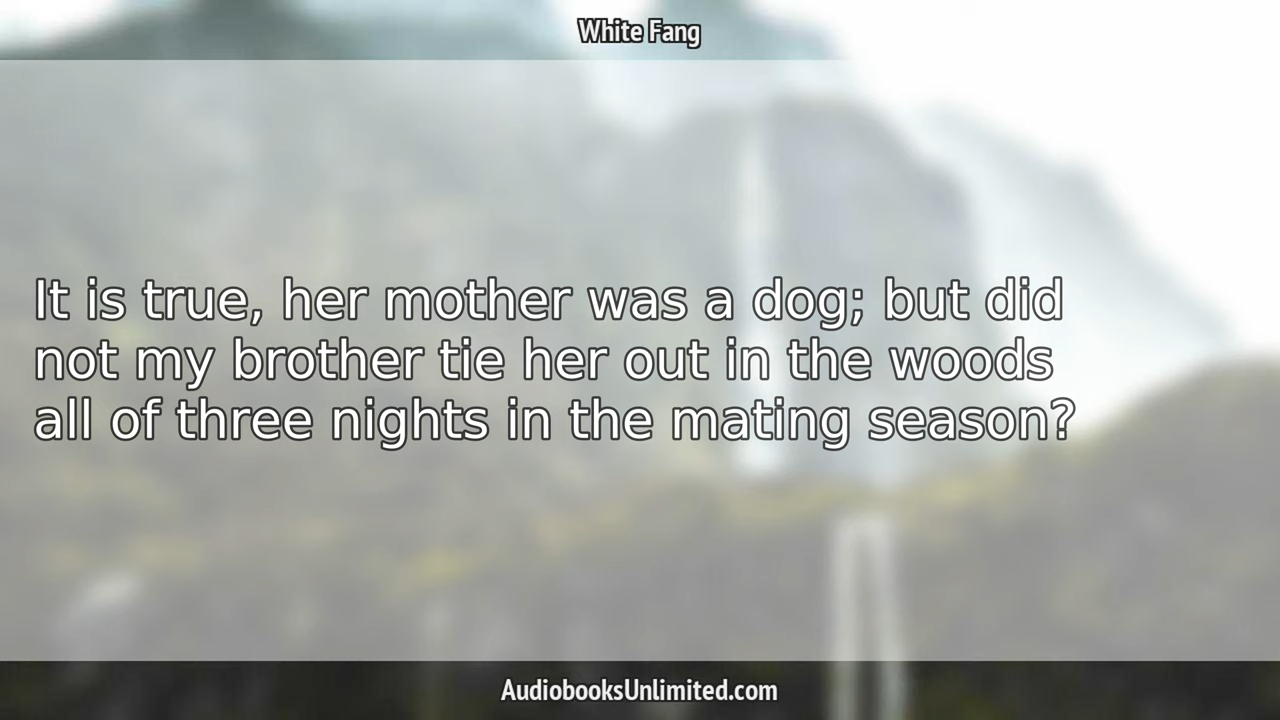 White Fang
It is true, her mother was a dog; but did
not my brother tie her out in the woods
all of three nights in the mating season?
AudiobooksUnlimited.com